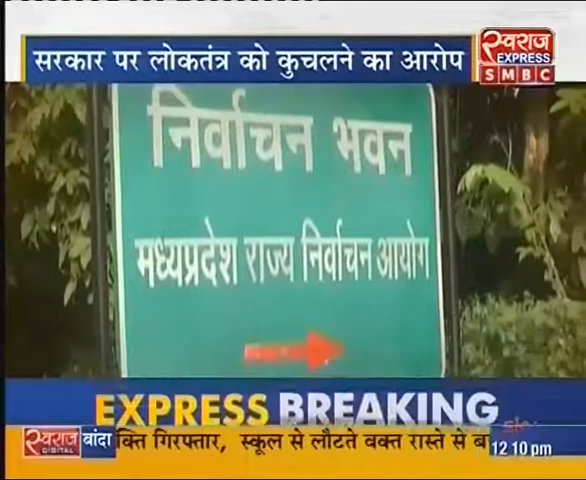 सरकार पर लोकतंत्र को कुचलने का आरोप
स्वराज
EXPRESS
SMBC
निर्वाचन भवन
मध्यप्रदेश राज्य निर्वाचन आयोग
EXPRESS BREAKING
स्वराज
DIGITAL
बांदा
क्ति गिरफ्तार, स्कूल से लौटते वक्त रास्ते से
12:10 pm